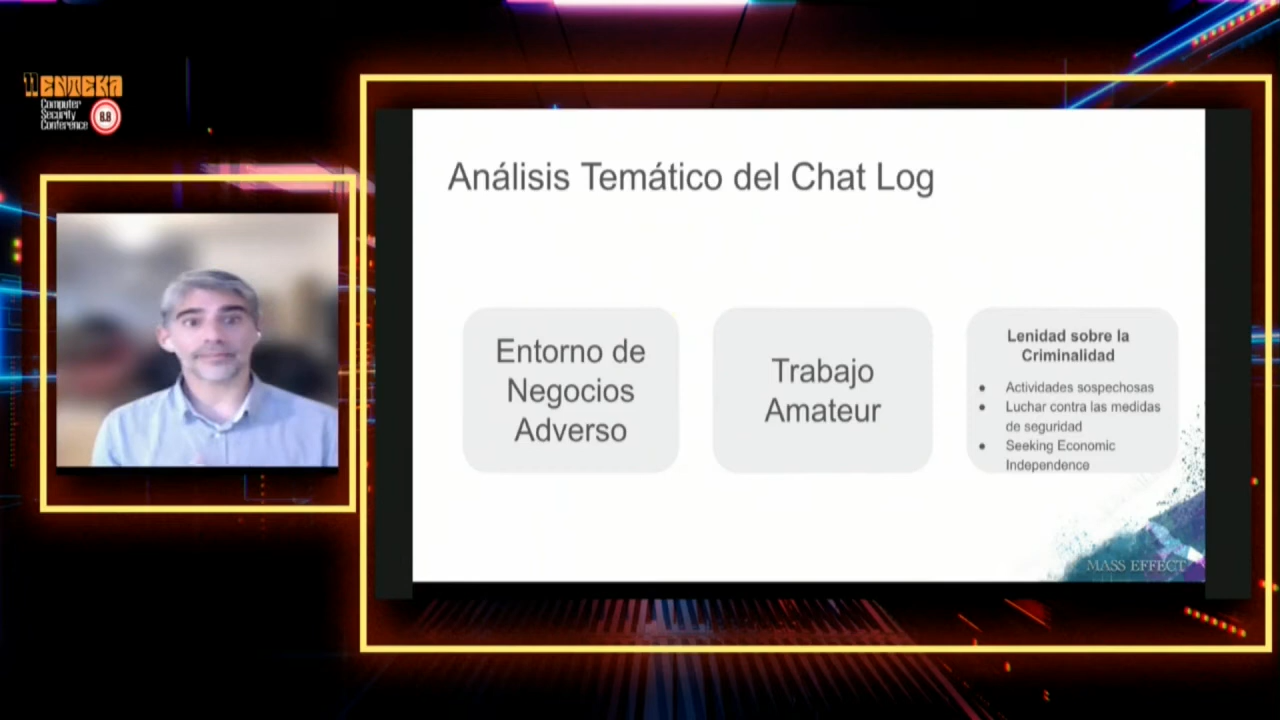 11ENTEKA
Computer
Security
Conference
8.8
Análisis Temático del Chat Log
Entorno de
Negocios
Adverso
Trabajo
Amateur
Lenidad sobre la
Criminalidad
• Actividades sospechosas
• Luchar contra las medidas
de seguridad
• Seeking Economic
Independence
MASS EFFECT